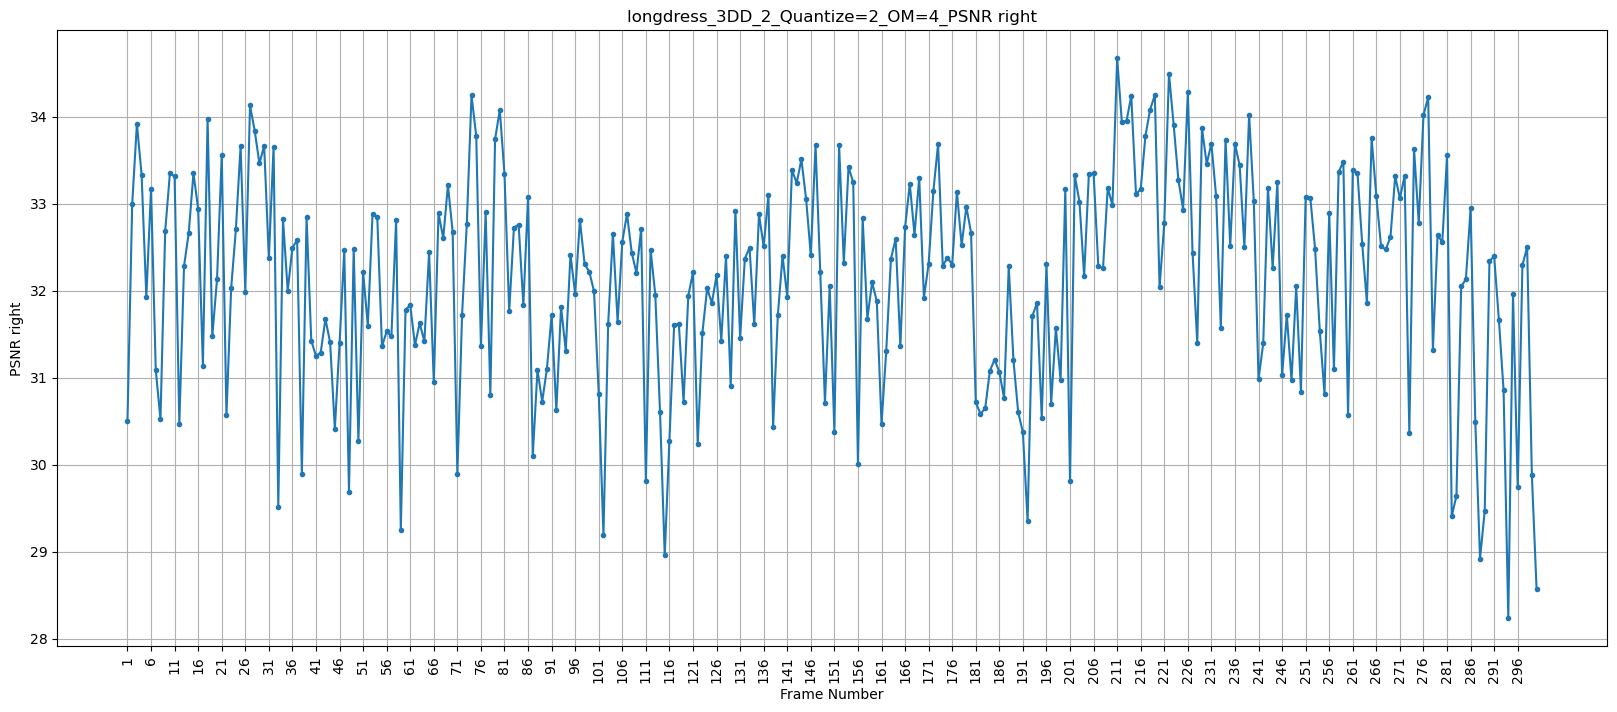 longdress_3DD_2_Quantize=2_OM=4_PSNR right
PSNR right
34
33
32
31
30
29
28
1 6 11 16 21 26 31 36 41 46 51 56 61 66 71 76 81 86 91 96 101 106 111 116 121 126 131 136 141 146 151 156 161 166 171 176 181 186 191 196 201 206 211 216 221 226 231 236 241 246 251 256 261 266 271 276 281 286 291 296
Frame Number